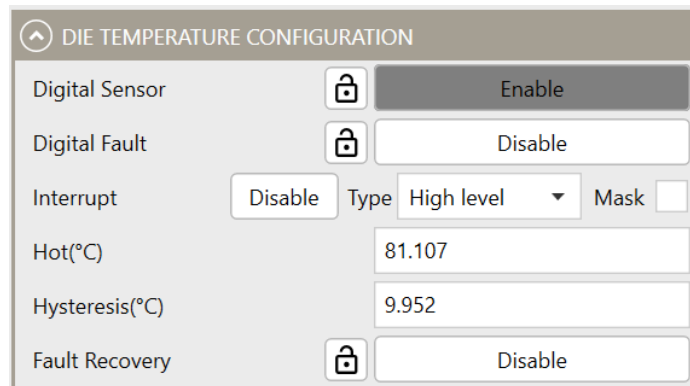 DIE TEMPERATURE CONFIGURATION
Digital Sensor Enable
Digital Fault Disable
Interrupt Disable Type High level Mask
Hot(°C) 81.107
Hysteresis(°C) 9.952
Fault Recovery Disable